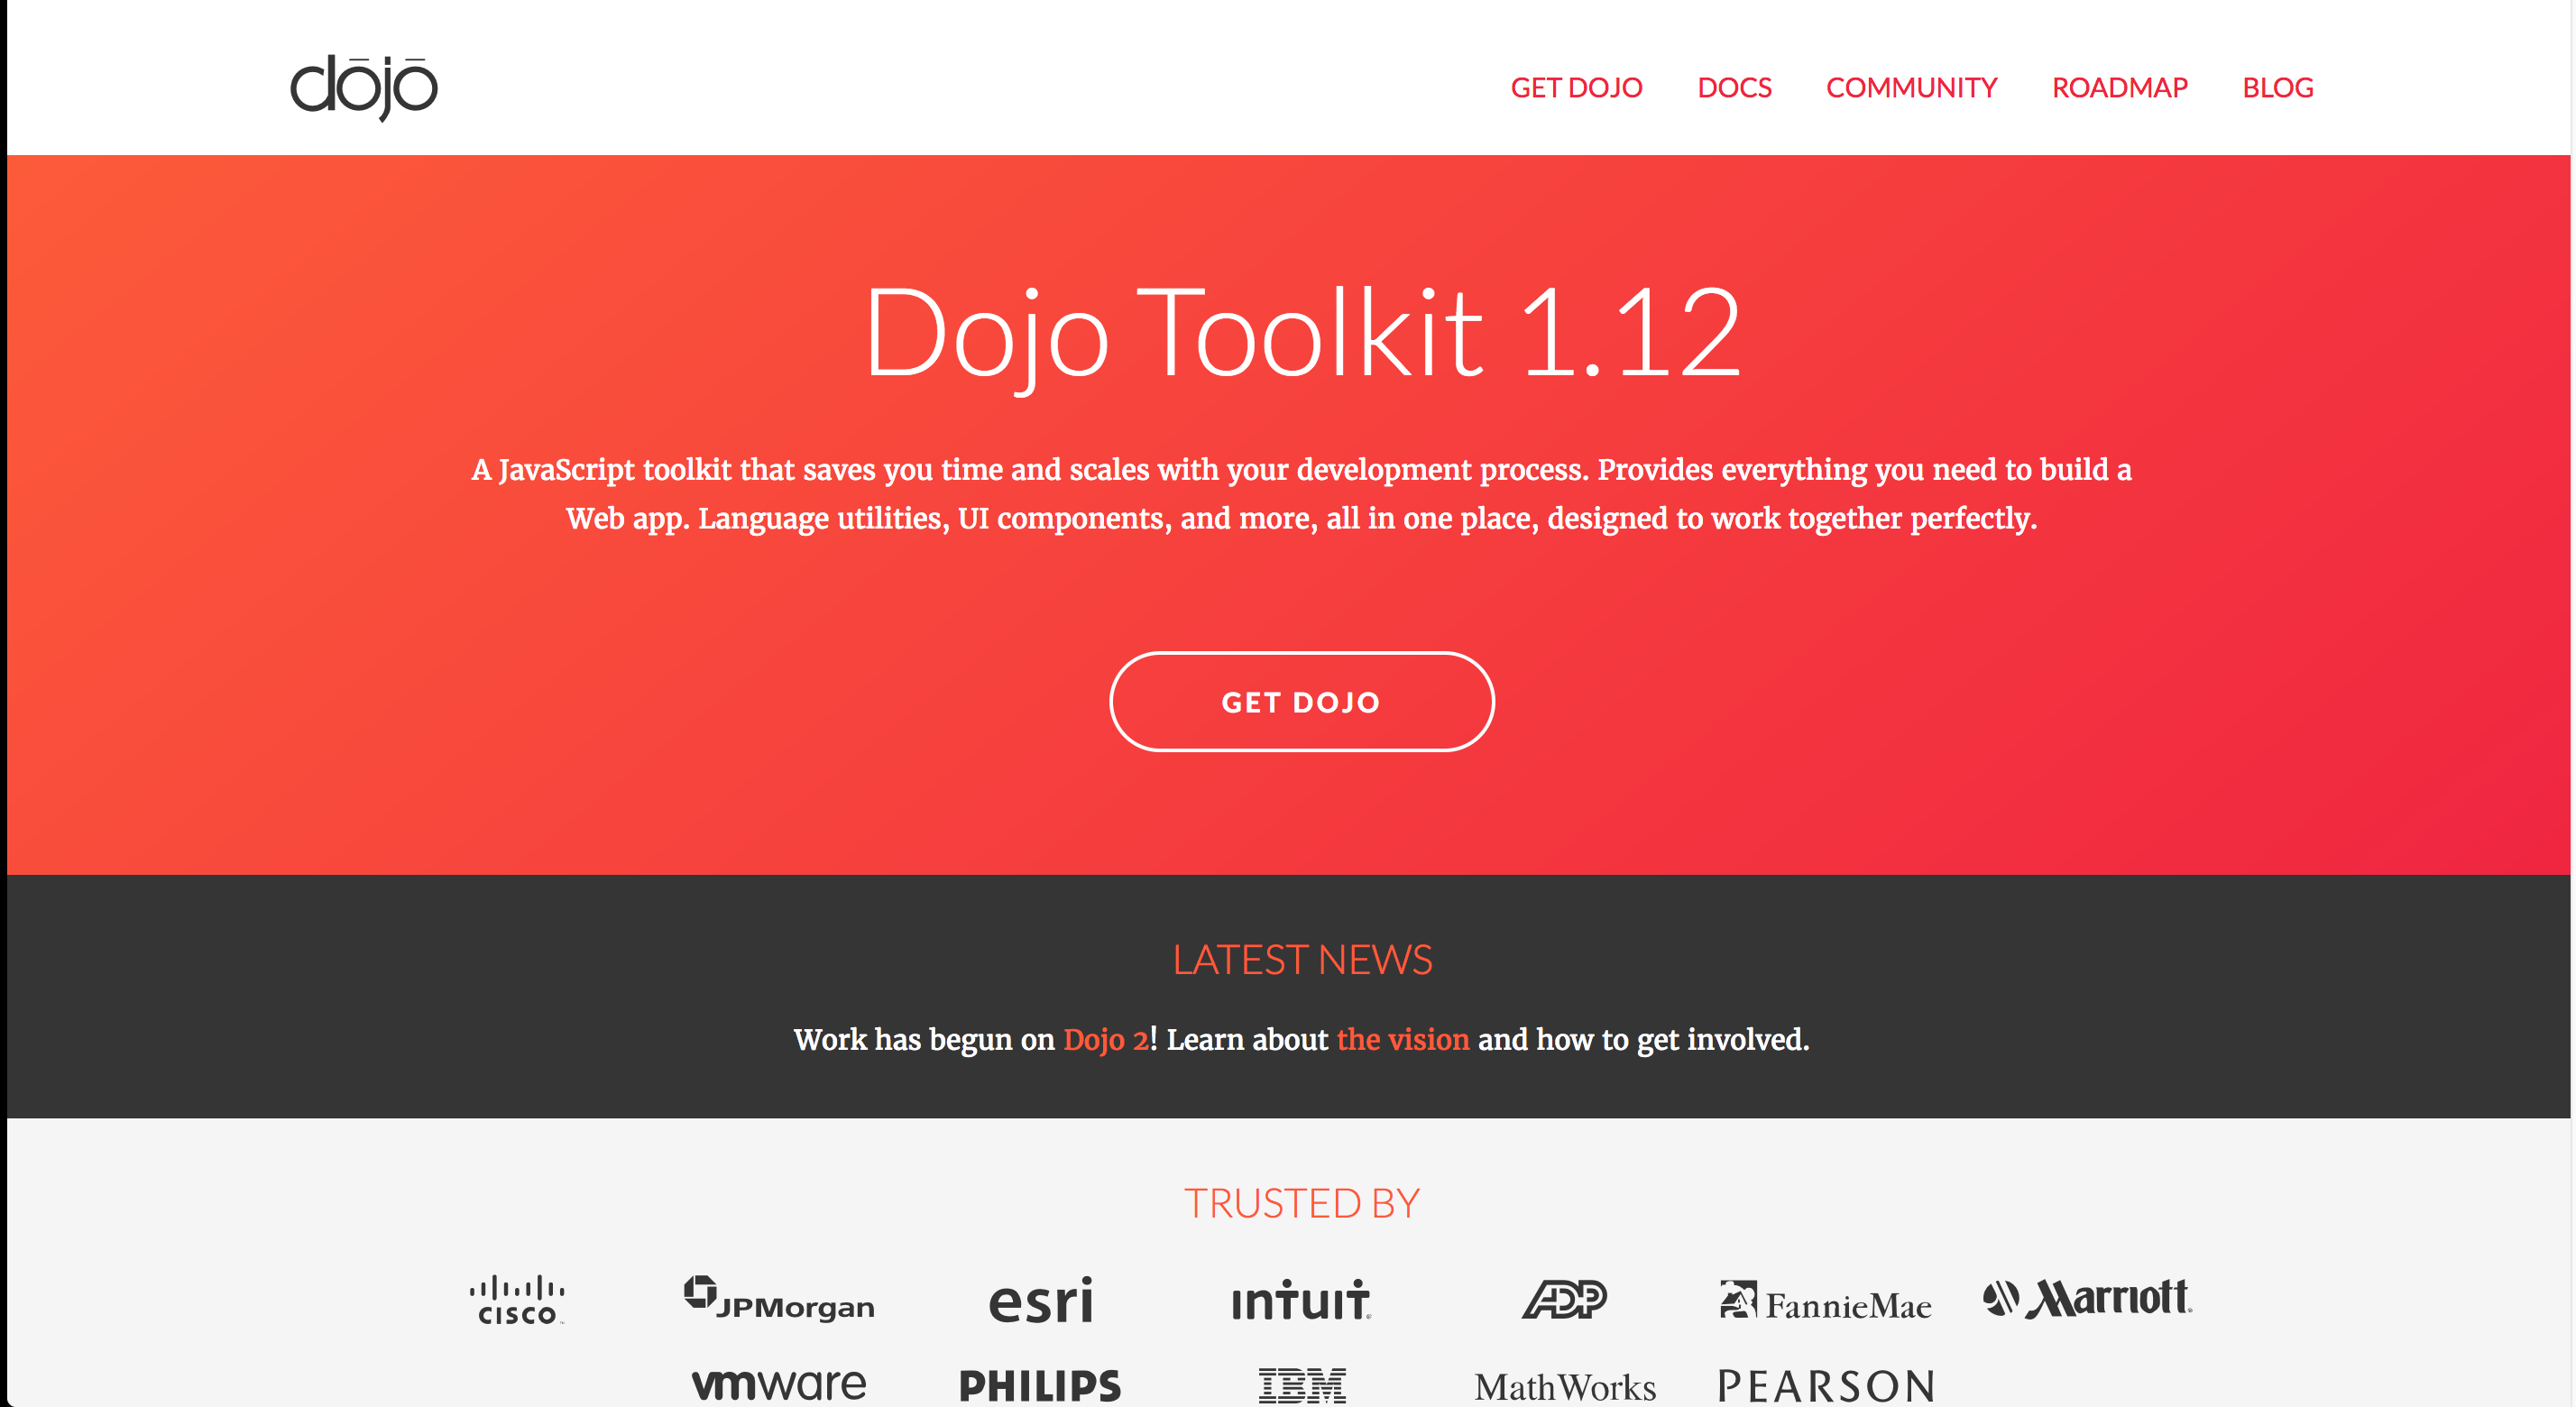 dōjō
GET DOJO DOCS COMMUNITY ROADMAP BLOG
Dojo Toolkit 1.12
A JavaScript toolkit that saves you time and scales with your development process. Provides everything you need to build a
Web app. Language utilities, UI components, and more, all in one place, designed to work together perfectly.
GET DOJO
LATEST NEWS
Work has begun on Dojo 2! Learn about the vision and how to get involved.
TRUSTED BY
CISCO JPMorgan esri intuit ADP FannieMae Marriott
vmware PHILIPS IBM MathWorks PEARSON